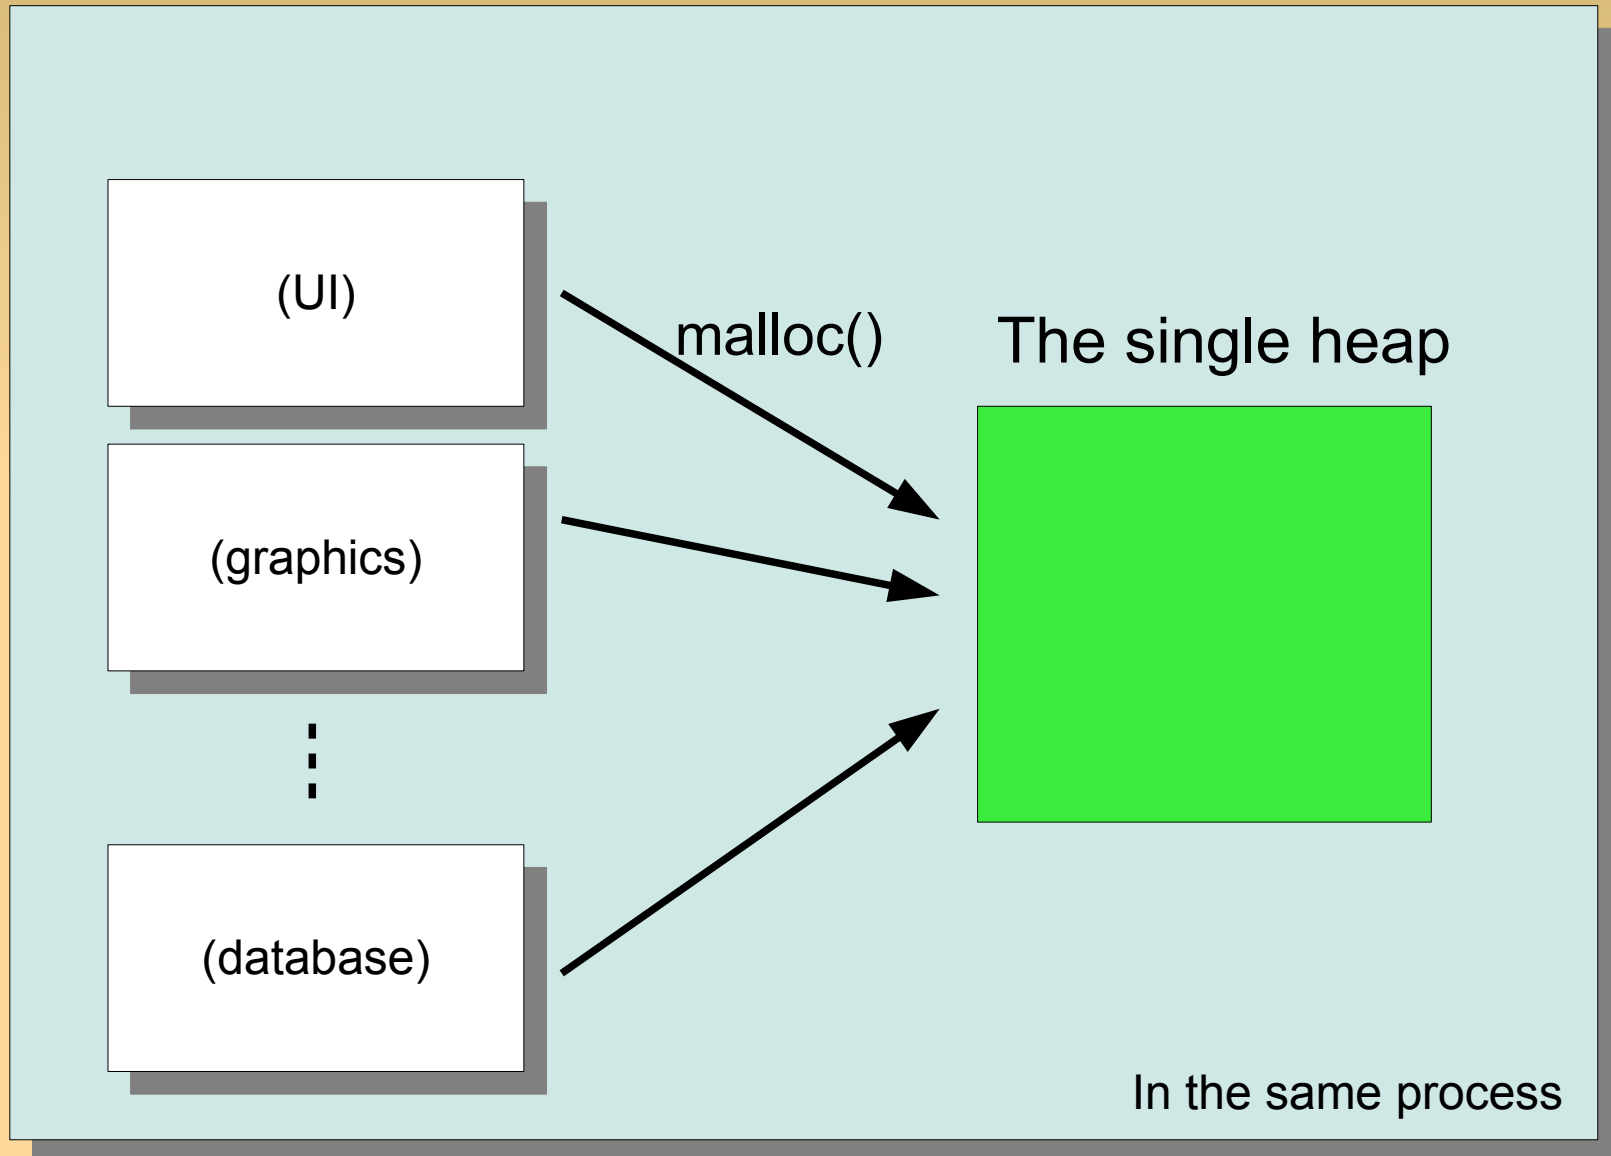 (UI)
malloc()
The single heap
(graphics)
(database)
In the same process